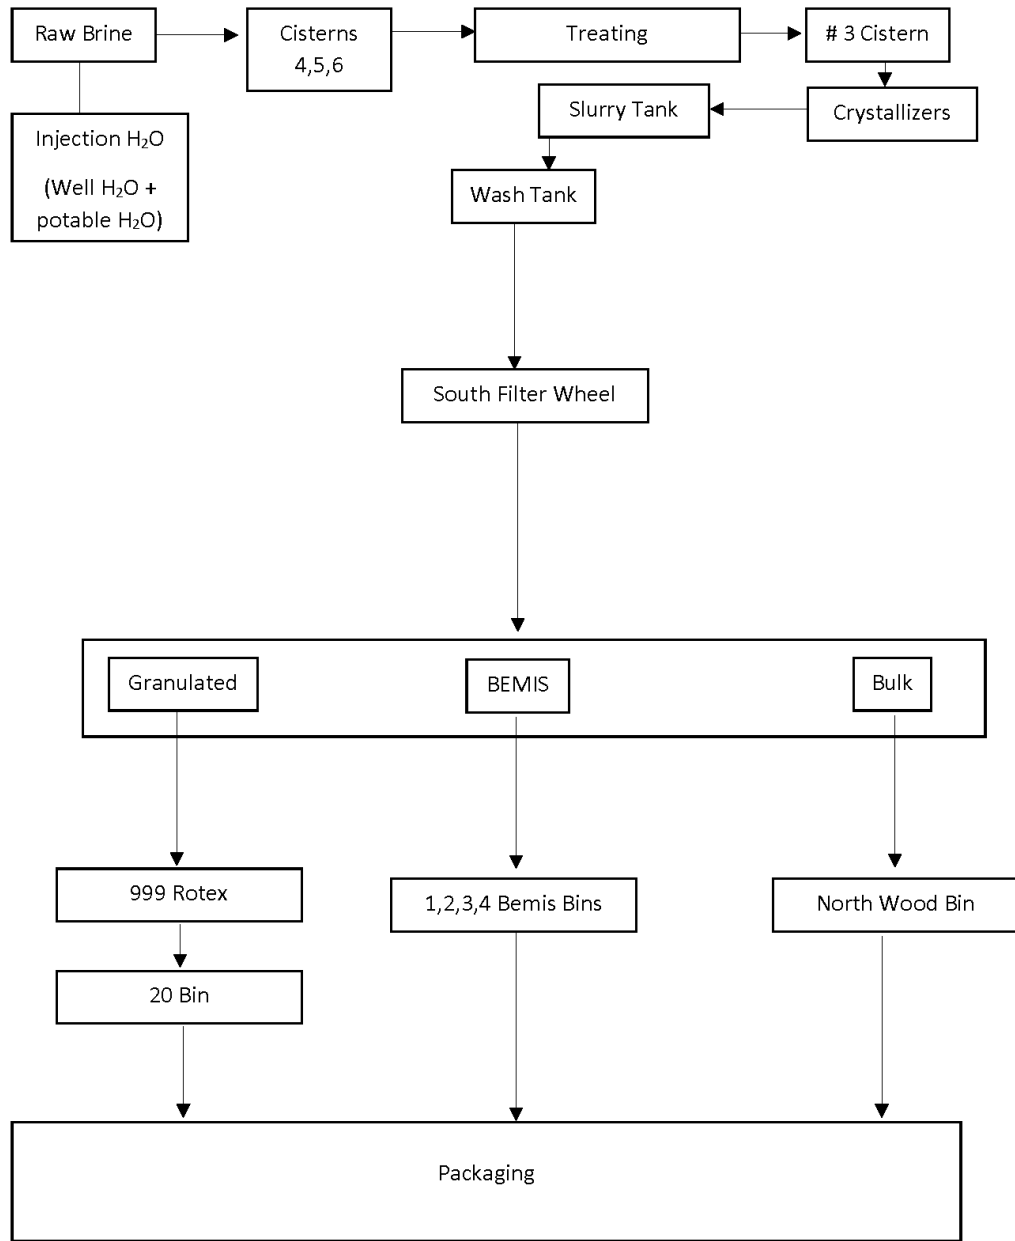 Raw Brine
Cisterns
4,5,6
Treating
# 3 Cistern
Injection H₂O
(Well H₂O +
potable H₂O)
Slurry Tank
Crystallizers
Wash Tank
South Filter Wheel
Granulated
BEMIS
Bulk
999 Rotex
1,2,3,4 Bemis Bins
North Wood Bin
20 Bin
Packaging